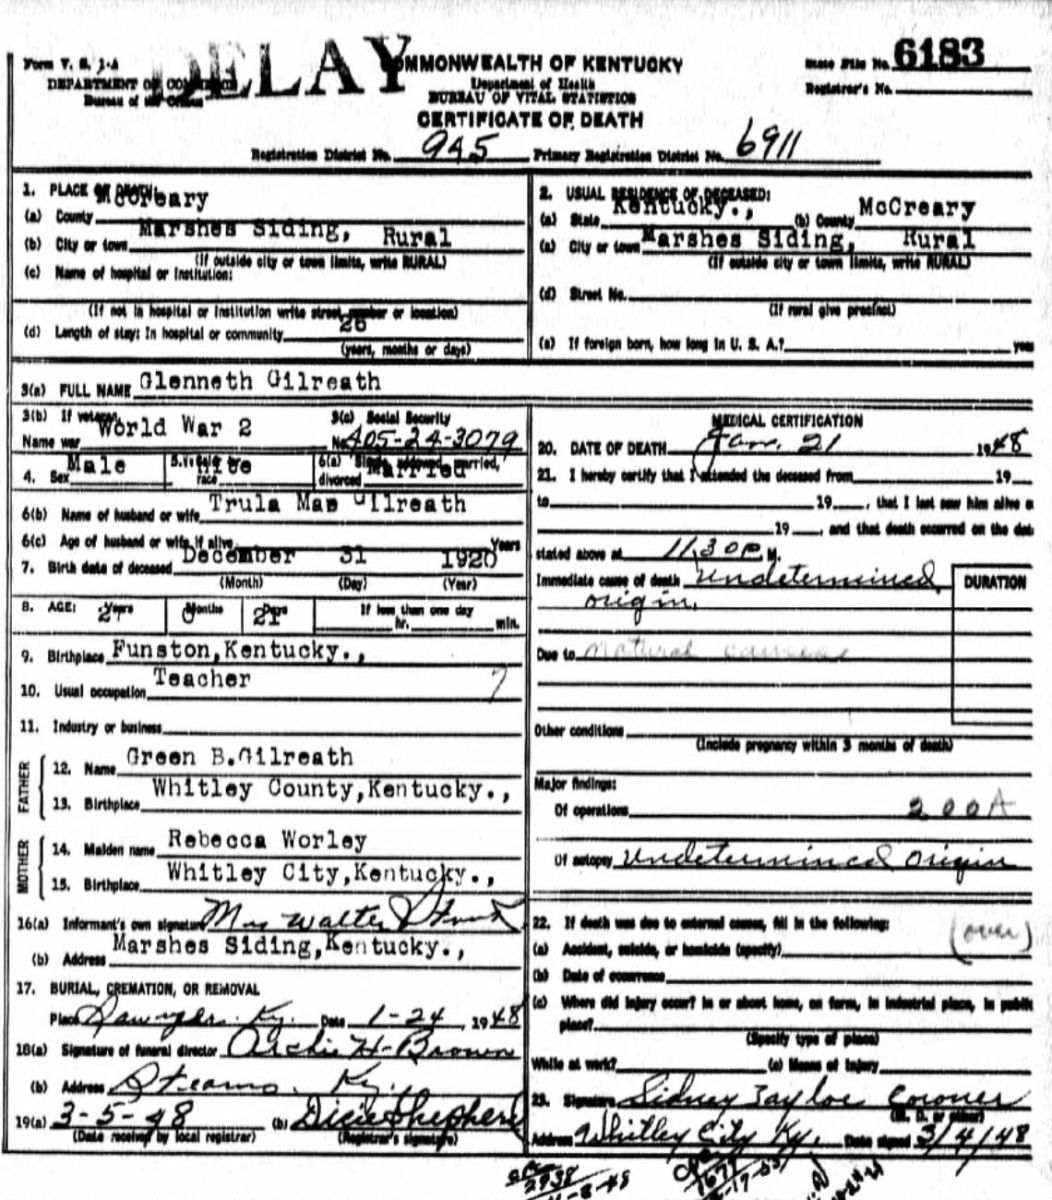 DELAY
Form V. S. 1-A
DEPARTMENT OF COMMERCE
Bureau of the Census
COMMONWEALTH OF KENTUCKY
Department of Health
BUREAU OF VITAL STATISTICS
CERTIFICATE OF DEATH
State File No. 6183
Registrar's No.
Registration District No. 945 Primary Registration District No. 6911
1. PLACE OF DEATH:
(a) County McCreary
(b) City or town Marshes Siding, Rural
(If outside city or town limits, write RURAL)
(c) Name of hospital or Institution:
(If not in hospital or Institution write street number or location)
(d) Length of stay: In hospital or community 26
(years, months or days)
2. USUAL RESIDENCE OF DECEASED:
(a) State Kentucky., (b) County McCreary
(c) City or town Marshes Siding, Rural
(If outside city or town limits, write RURAL)
(d) Street No.
(If rural give precinct)
(e) If foreign born, how long in U. S. A.? years
3(a) FULL NAME Glenneth Gilreath
3(b) If veteran, Name war World War 2
3(c) Social Security No. 405-24-3079
4. Sex Male 5. Color or race White 6(a) Single, widowed, married, divorced Married
6(b) Name of husband or wife Trula Mae Gilreath
6(c) Age of husband or wife if alive Years
7. Birth date of deceased December 31 1920
(Month) (Day) (Year)
8. AGE: Years 27 Months 0 Days 21 If less than one day hr. min.
9. Birthplace Funston,Kentucky.,
10. Usual occupation Teacher 7
11. Industry or business
FATHER
12. Name Green B.Gilreath
13. Birthplace Whitley County,Kentucky.,
MOTHER
14. Maiden name Rebecca Worley
15. Birthplace Whitley City,Kentucky.,
16(a) Informant's own signature Mrs Walter
(b) Address Marshes Siding,Kentucky.,
17. BURIAL, CREMATION, OR REMOVAL
Place Sawyer Ky. Date 1-24, 1948
18(a) Signature of funeral director Archie H-Brown
(b) Address Stearns. Ky.
19(a) 3-5-48 (b) Dicie Shepherd
(Date received by local registrar) (Registrar's signature)
MEDICAL CERTIFICATION
20. DATE OF DEATH Jan. 21 1948
21. I hereby certify that I attended the deceased from 19
to 19, that I last saw him alive o
19, and that death occurred on the dat
stated above at 11,30 P. M.
Immediate cause of death Undetermined DURATION
origin.
Due to natural causes
Other conditions
(Include pregnancy within 3 months of death)
Major findings:
Of operations 200A
Of autopsy Undetermined origin
22. If death was due to external causes, fill in the following: (over)
(a) Accident, suicide, or homicide (specify)
(b) Date of occurrence
(c) Where did injury occur? In or about home, on farm, in industrial place, in public
place?
(Specify type of place)
While at work? (e) Means of Injury
23. Signature Sidney Taylor Coroner
(M. D. or other)
Address Whitley City Ky. Date signed 3/4/48